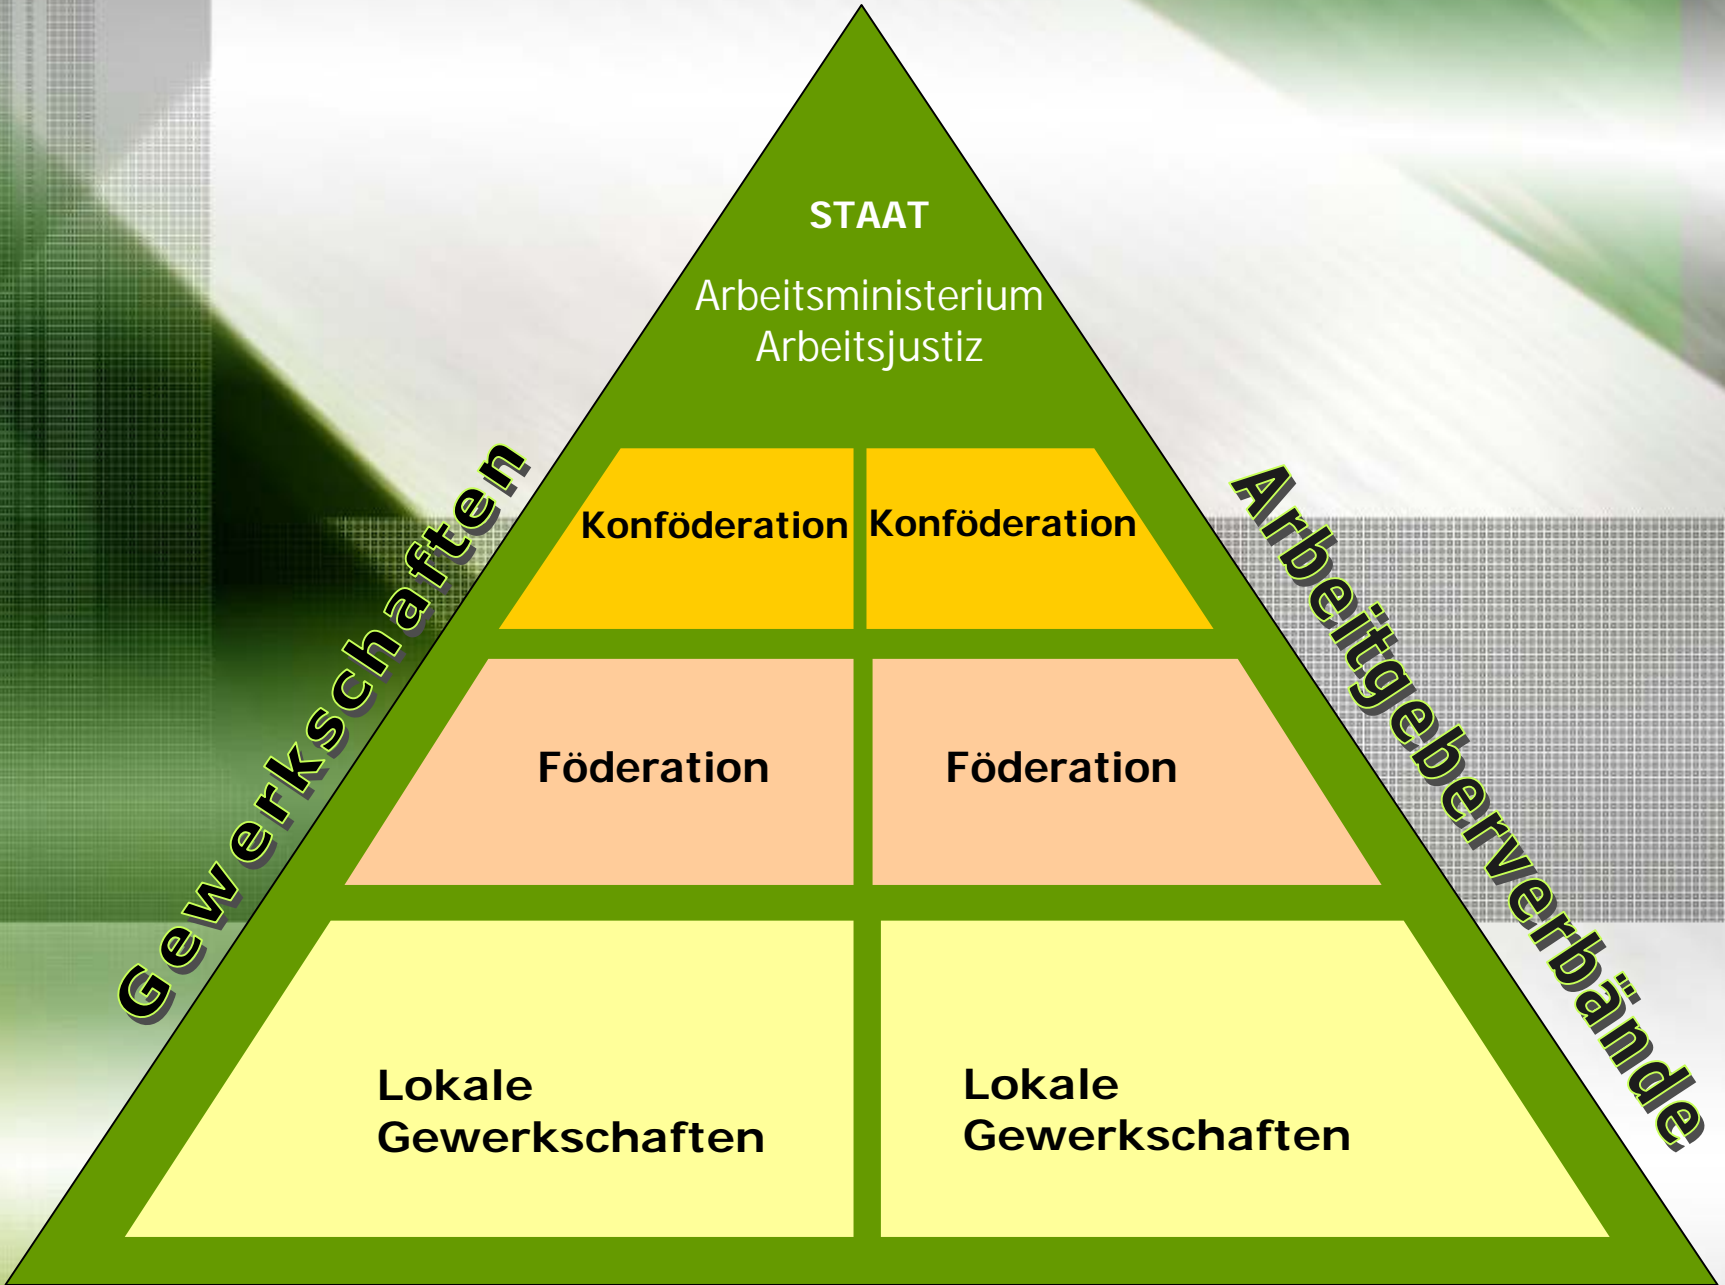 STAAT
Arbeitsministerium
Arbeitsjustiz
Gewerkschaften
Arbeitgeberverbände
Konföderation
Konföderation
Föderation
Föderation
Lokale
Gewerkschaften
Lokale
Gewerkschaften